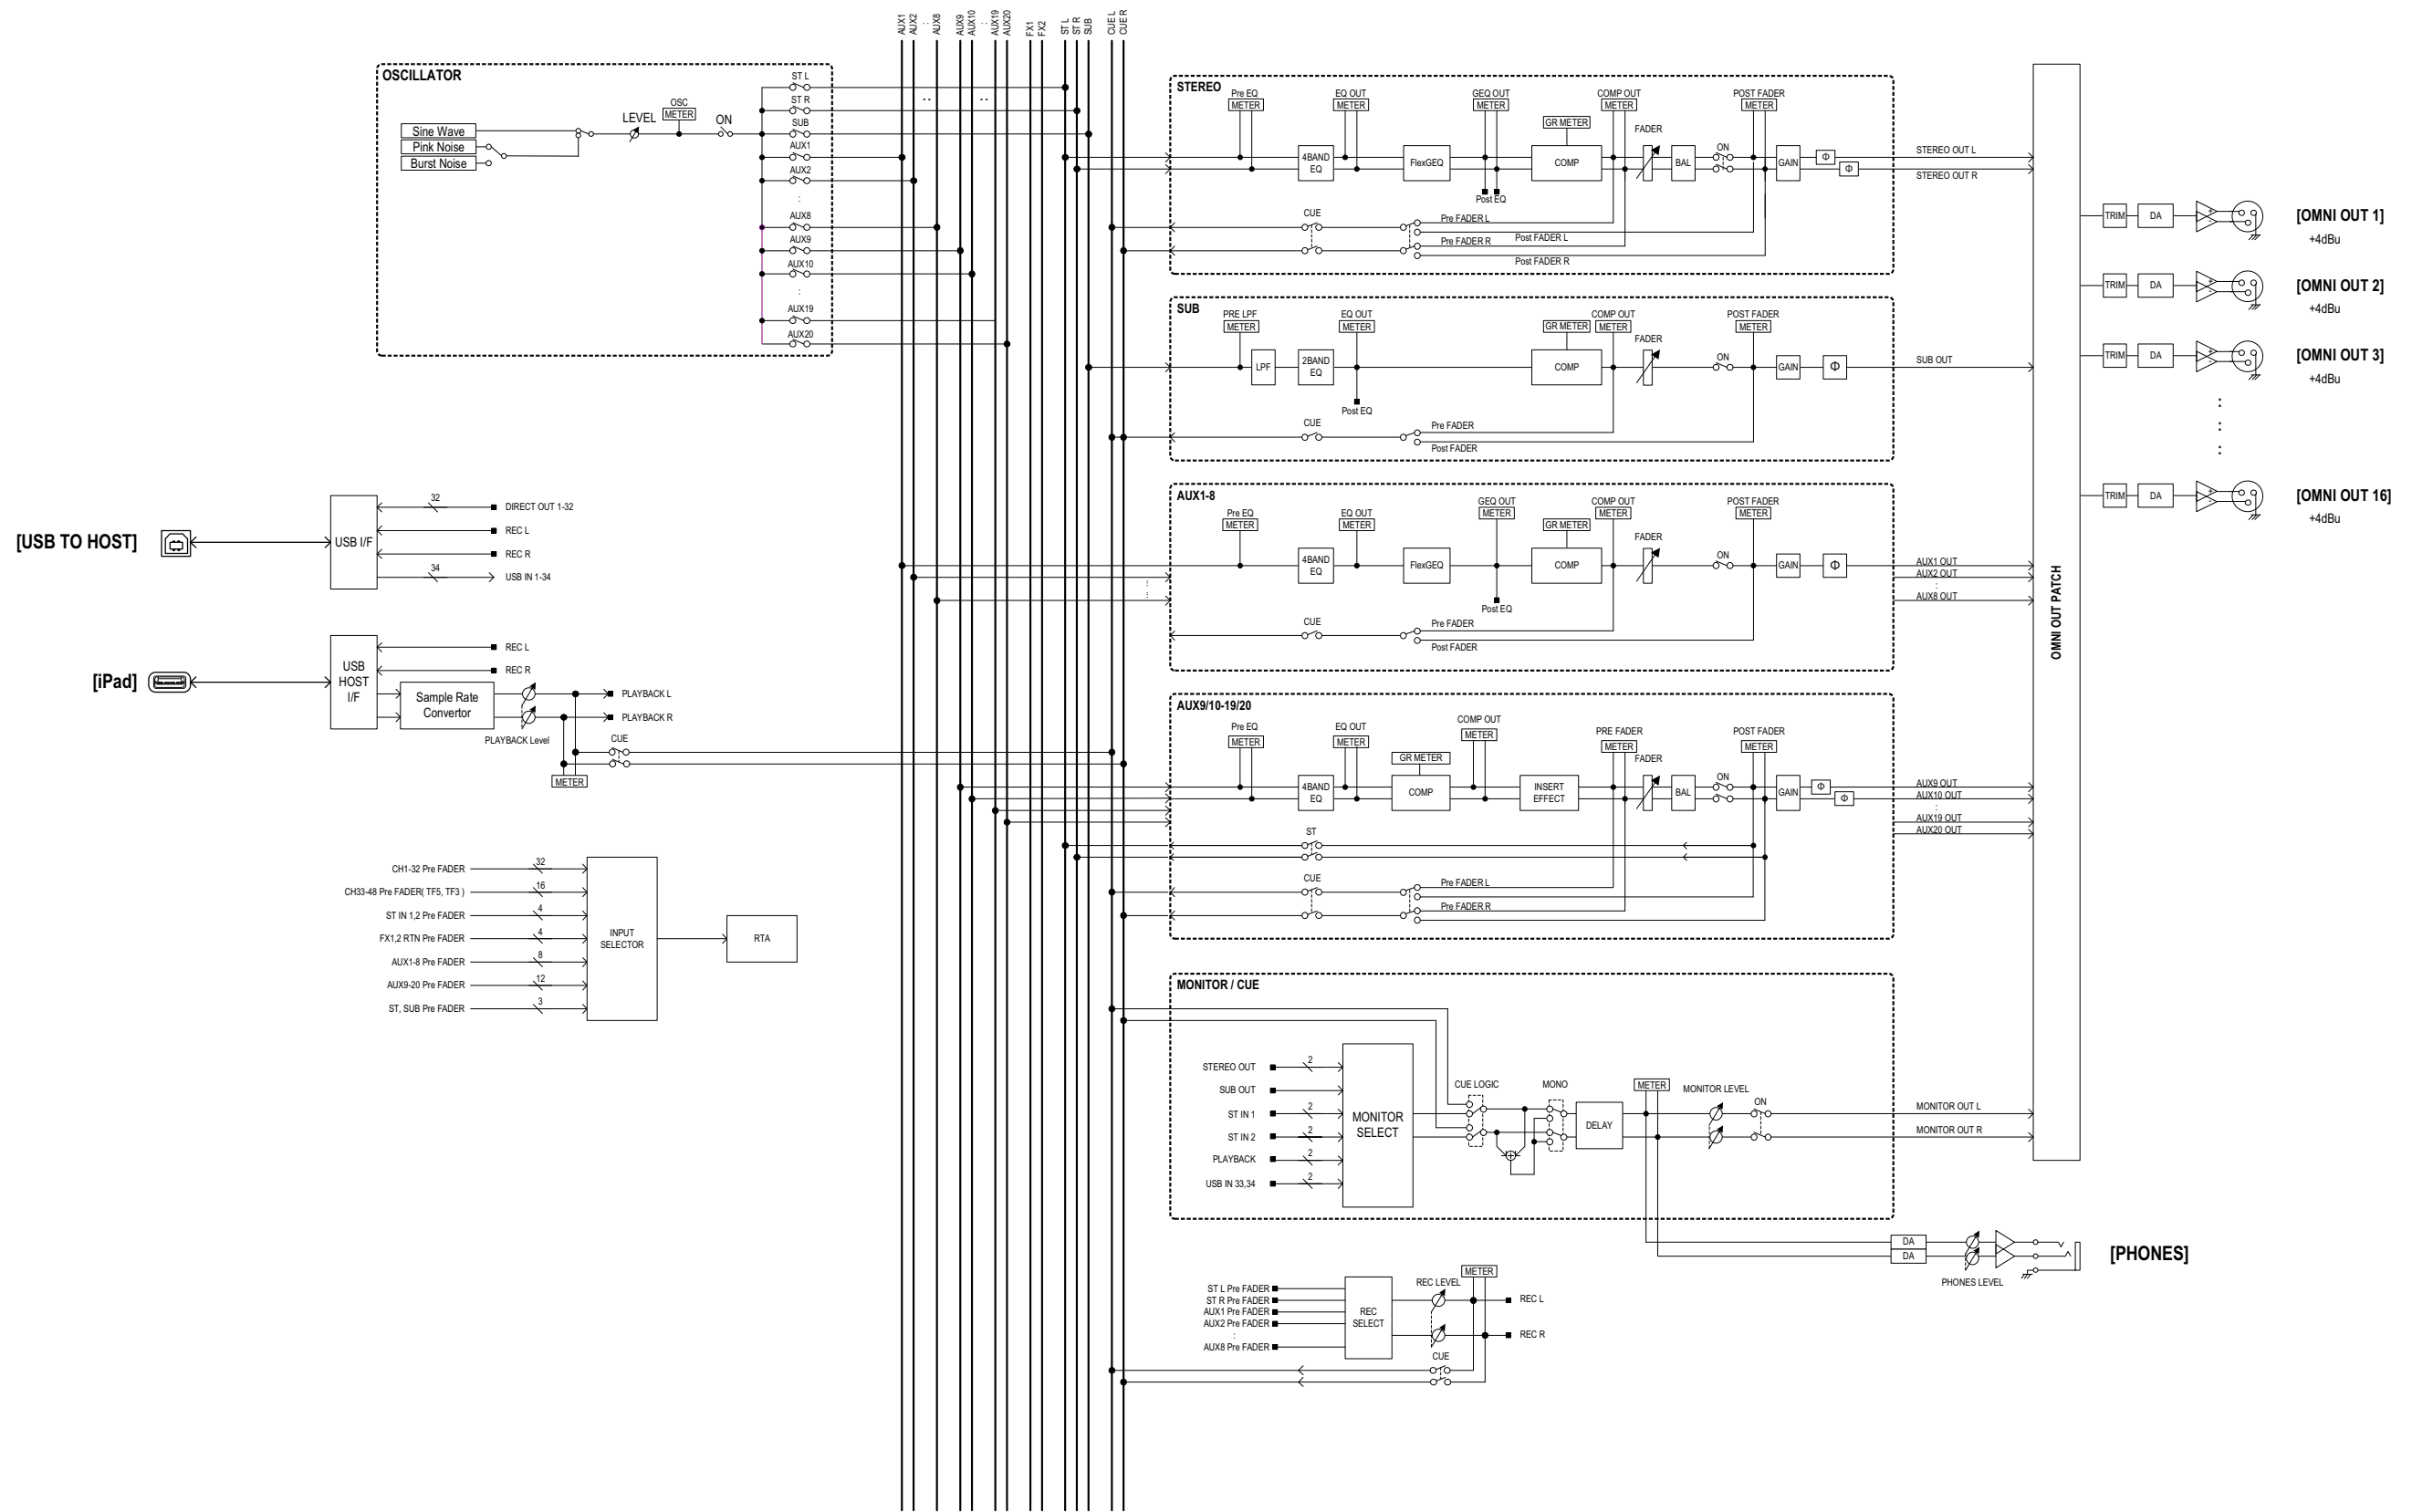 AUX1
AUX2
:
AUX8
AUX9
AUX10
:
AUX19
AUX20
FX1
FX2
ST L
ST R
SUB
CUE L
CUE R
OSCILLATOR
Sine Wave
Pink Noise
Burst Noise
LEVEL
OSC
METER
ON
ST L
ST R
SUB
AUX1
AUX2
:
AUX8
AUX9
AUX10
:
AUX19
AUX20
STEREO
Pre EQ
METER
EQ OUT
METER
GEQ OUT
METER
COMP OUT
METER
POST FADER
METER
GR METER
FADER
ON
4BAND
EQ
FlexGEQ
COMP
BAL
GAIN
Φ
Φ
Post EQ
CUE
Pre FADER L
Post FADER L
Pre FADER R
Post FADER R
STEREO OUT L
STEREO OUT R
SUB
PRE LPF
METER
EQ OUT
METER
COMP OUT
GR METER
METER
POST FADER
METER
FADER
ON
LPF
2BAND
EQ
COMP
GAIN
Φ
Post EQ
CUE
Pre FADER
Post FADER
SUB OUT
AUX1-8
Pre EQ
METER
EQ OUT
METER
GEQ OUT
METER
COMP OUT
METER
POST FADER
METER
GR METER
FADER
ON
4BAND
EQ
FlexGEQ
COMP
GAIN
Φ
Post EQ
CUE
Pre FADER
Post FADER
AUX1 OUT
AUX2 OUT
:
AUX8 OUT
AUX9/10-19/20
Pre EQ
METER
EQ OUT
METER
COMP OUT
METER
PRE FADER
METER
POST FADER
METER
GR METER
FADER
ON
4BAND
EQ
COMP
INSERT
EFFECT
BAL
GAIN
Φ
Φ
ST
CUE
Pre FADER L
Pre FADER R
AUX9 OUT
AUX10 OUT
:
AUX19 OUT
AUX20 OUT
MONITOR / CUE
STEREO OUT
2
SUB OUT
ST IN 1
2
ST IN 2
2
PLAYBACK
2
USB IN 33,34
2
MONITOR
SELECT
CUE LOGIC
MONO
DELAY
METER
MONITOR LEVEL
ON
MONITOR OUT L
MONITOR OUT R
OMNI OUT PATCH
TRIM
DA
[OMNI OUT 1]
+4dBu
TRIM
DA
[OMNI OUT 2]
+4dBu
TRIM
DA
[OMNI OUT 3]
+4dBu
TRIM
DA
[OMNI OUT 16]
+4dBu
DA
DA
PHONES LEVEL
[PHONES]
ST L Pre FADER
ST R Pre FADER
AUX1 Pre FADER
AUX2 Pre FADER
:
AUX8 Pre FADER
REC
SELECT
REC LEVEL
METER
REC L
REC R
CUE
[USB TO HOST]
USB I/F
32
DIRECT OUT 1-32
REC L
REC R
34
USB IN 1-34
[iPad]
USB
HOST
I/F
REC L
REC R
Sample Rate
Convertor
PLAYBACK L
PLAYBACK R
PLAYBACK Level
CUE
METER
CH1-32 Pre FADER
32
CH33-48 Pre FADER( TF5, TF3 )
16
ST IN 1,2 Pre FADER
4
FX1,2 RTN Pre FADER
4
AUX1-8 Pre FADER
8
AUX9-20 Pre FADER
12
ST, SUB Pre FADER
3
INPUT
SELECTOR
RTA